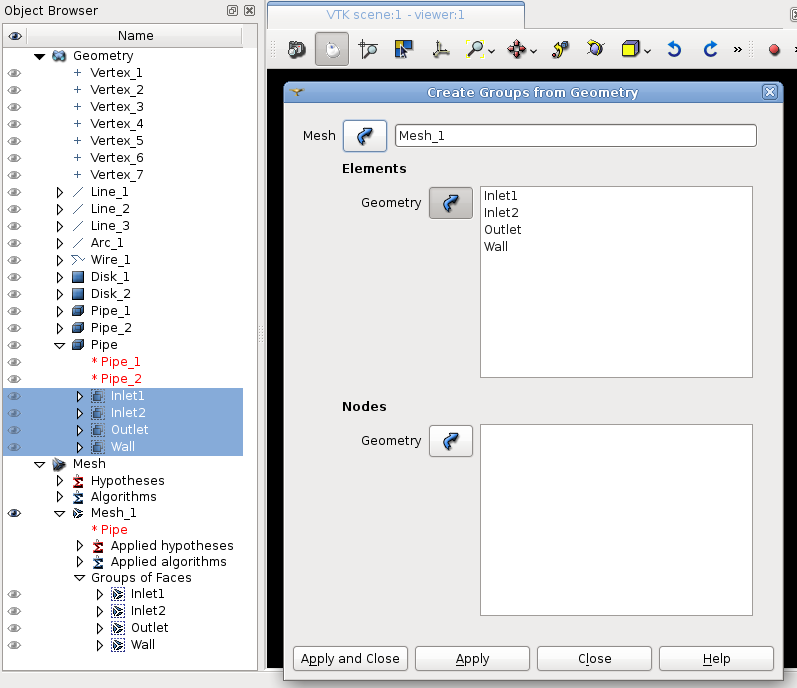 Object Browser
Name
Geometry
Vertex_1
Vertex_2
Vertex_3
Vertex_4
Vertex_5
Vertex_6
Vertex_7
Line_1
Line_2
Line_3
Arc_1
Wire_1
Disk_1
Disk_2
Pipe_1
Pipe_2
Pipe
* Pipe_1
* Pipe_2
Inlet1
Inlet2
Outlet
Wall
Mesh
Hypotheses
Algorithms
Mesh_1
* Pipe
Applied hypotheses
Applied algorithms
Groups of Faces
Inlet1
Inlet2
Outlet
Wall
VTK scene:1 - viewer:1
»
Create Groups from Geometry
Mesh Mesh_1
Elements
Geometry
Inlet1
Inlet2
Outlet
Wall
Nodes
Geometry
Apply and Close Apply Close Help